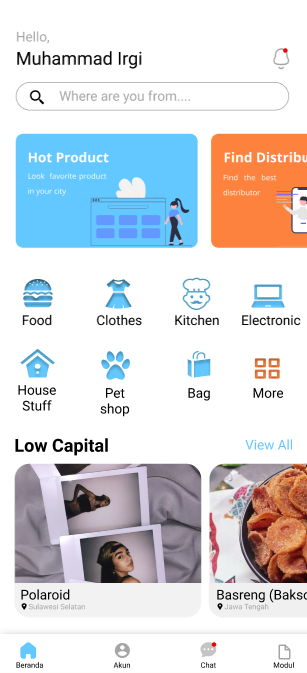 Hello,
Muhammad Irgi
Where are you from....
Hot Product
Look favorite product
in your city
Find Distribu
Find the best
distributor
Food
Clothes
Kitchen
Electronic
House
Stuff
Pet
shop
Bag
More
Low Capital
View All
Polaroid
Sulawesi Selatan
Basreng (Bakso
Jawa Tengah
Beranda
Akun
Chat
Modul